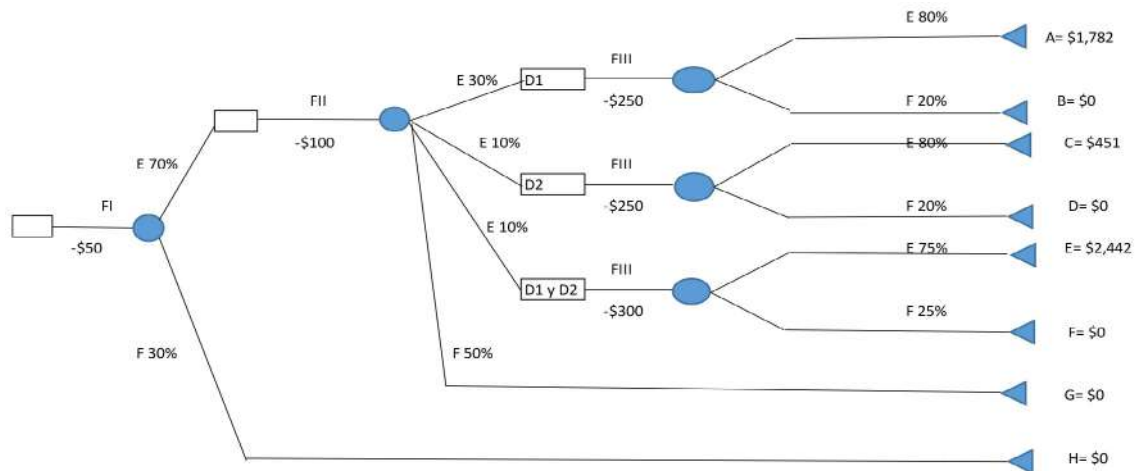 E 80%
A= $1,782
FIII
E 30%
D1
-$250
FII
F 20%
B= $0
-$100
E 10%
E 80%
C= $451
FIII
E 70%
D2
-$250
F 20%
D= $0
FI
E 10%
-$50
E 75%
E= $2,442
FIII
D1 y D2
-$300
F 25%
F= $0
F 30%
F 50%
G= $0
H= $0